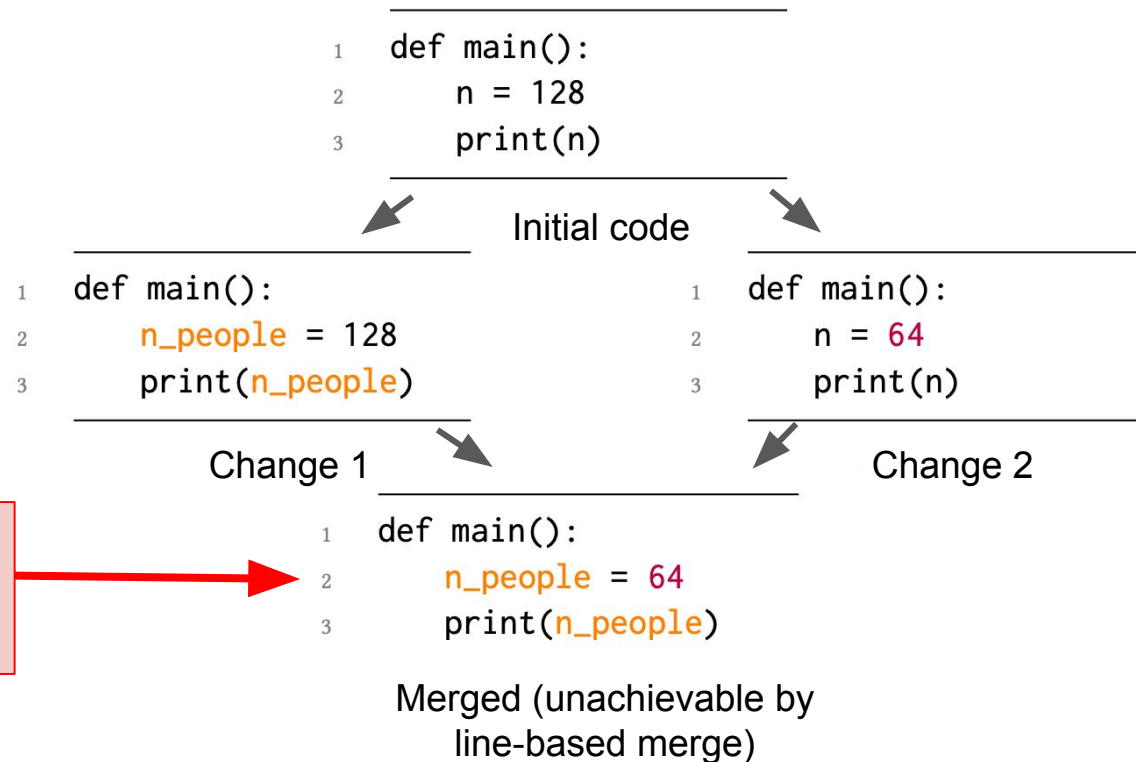 1 def main():
2 n = 128
3 print(n)
Initial code
1 def main():
2 n_people = 128
3 print(n_people)
Change 1
1 def main():
2 n = 64
3 print(n)
Change 2
1 def main():
2 n_people = 64
3 print(n_people)
Merged (unachievable by
line-based merge)